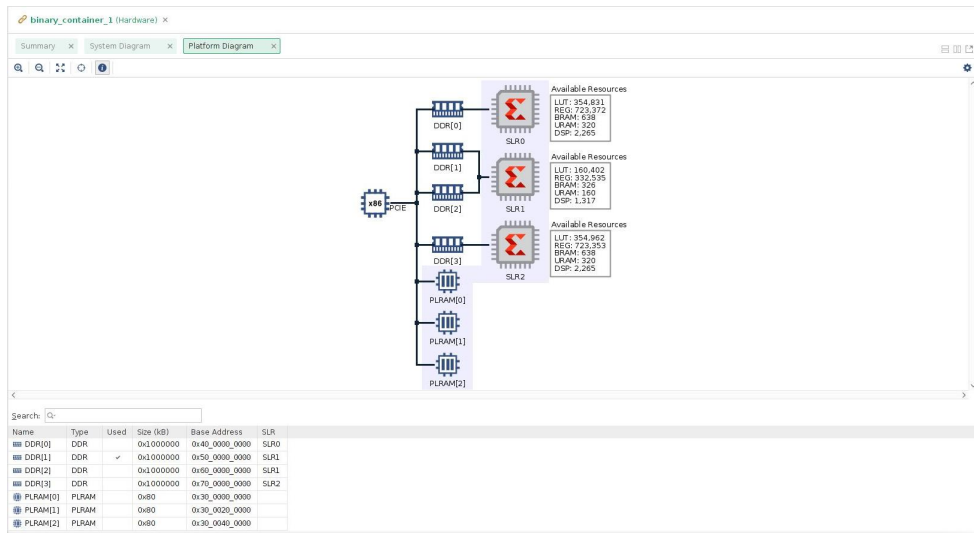 binary_container_1 (Hardware) ×
Summary × System Diagram × Platform Diagram ×
Available Resources
LUT: 354,831
REG: 723,372
BRAM: 638
URAM: 320
DSP: 2,265
DDR[0]
SLR0
Available Resources
LUT: 160,402
REG: 332,535
BRAM: 326
URAM: 160
DSP: 1,317
DDR[1]
x86
PCIE
DDR[2]
SLR1
Available Resources
LUT: 354,962
REG: 723,353
BRAM: 638
URAM: 320
DSP: 2,265
DDR[3]
SLR2
PLRAM[0]
PLRAM[1]
PLRAM[2]
Search:
Name Type Used Size (kB) Base Address SLR
DDR[0] DDR 0x1000000 0x40_0000_0000 SLR0
DDR[1] DDR ✓ 0x1000000 0x50_0000_0000 SLR1
DDR[2] DDR 0x1000000 0x60_0000_0000 SLR1
DDR[3] DDR 0x1000000 0x70_0000_0000 SLR2
PLRAM[0] PLRAM 0x80 0x30_0000_0000
PLRAM[1] PLRAM 0x80 0x30_0020_0000
PLRAM[2] PLRAM 0x80 0x30_0040_0000